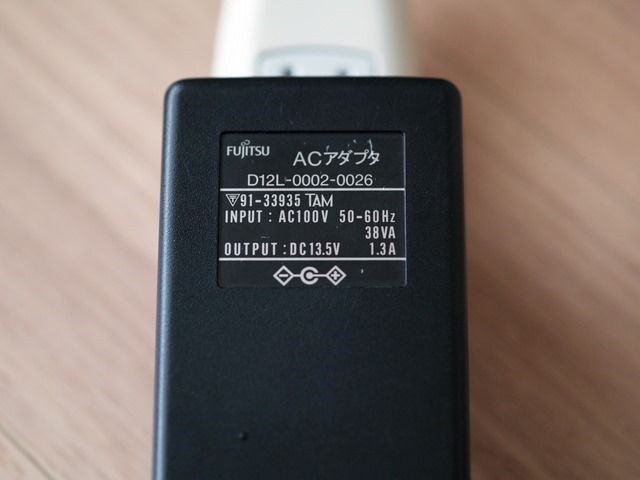 FUJITSU ACアダプタ
D12L-0002-0026
91-33935 TAM
INPUT : AC100V 50-60Hz
38VA
OUTPUT : DC13.5V 1.3A